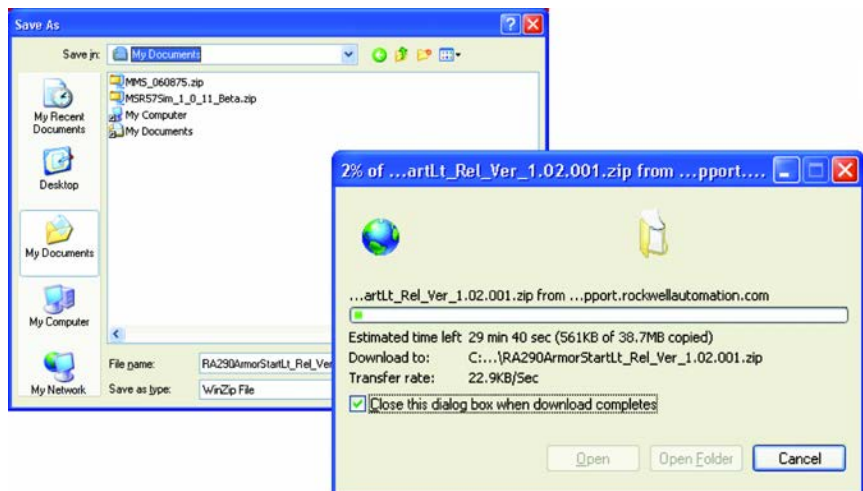 Save As
Save in: My Documents
My Recent Documents
Desktop
My Documents
My Computer
My Network
MMS_060875.zip
MSR57Sim_1_0_11_Beta.zip
My Computer
My Documents
File name: RA290ArmorStartLt_Rel_Ver
Save as type: WinZip File
2% of ...artLt_Rel_Ver_1.02.001.zip from ...pport....
...artLt_Rel_Ver_1.02.001.zip from ...pport.rockwellautomation.com
Estimated time left 29 min 40 sec (561KB of 38.7MB copied)
Download to: C:...\RA290ArmorStartLt_Rel_Ver_1.02.001.zip
Transfer rate: 22.9KB/Sec
Close this dialog box when download completes
Open Open Folder Cancel